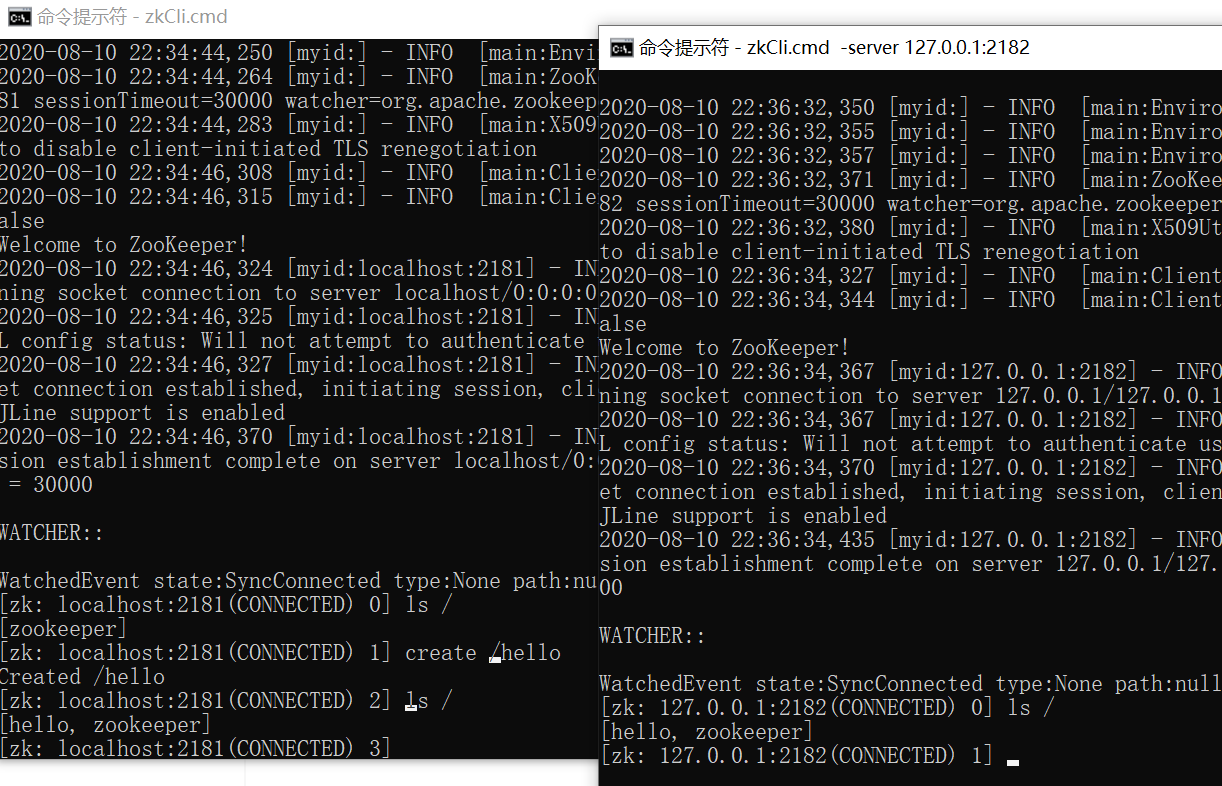 命令提示符 - zkCli.cmd
2020-08-10 22:34:44,250 [myid:] - INFO  [main:Envi
2020-08-10 22:34:44,264 [myid:] - INFO  [main:ZooK
81 sessionTimeout=30000 watcher=org.apache.zookeep
2020-08-10 22:34:44,283 [myid:] - INFO  [main:X509
to disable client-initiated TLS renegotiation
2020-08-10 22:34:46,308 [myid:] - INFO  [main:Clie
2020-08-10 22:34:46,315 [myid:] - INFO  [main:Clie
alse
Welcome to ZooKeeper!
2020-08-10 22:34:46,324 [myid:localhost:2181] - IN
ning socket connection to server localhost/0:0:0:0
2020-08-10 22:34:46,325 [myid:localhost:2181] - IN
L config status: Will not attempt to authenticate
2020-08-10 22:34:46,327 [myid:localhost:2181] - IN
et connection established, initiating session, cli
JLine support is enabled
2020-08-10 22:34:46,370 [myid:localhost:2181] - IN
sion establishment complete on server localhost/0:
 = 30000
WATCHER::
WatchedEvent state:SyncConnected type:None path:nu
[zk: localhost:2181(CONNECTED) 0] ls /
[zookeeper]
[zk: localhost:2181(CONNECTED) 1] create /hello
Created /hello
[zk: localhost:2181(CONNECTED) 2] ls /
[hello, zookeeper]
[zk: localhost:2181(CONNECTED) 3]
命令提示符 - zkCli.cmd  -server 127.0.0.1:2182
2020-08-10 22:36:32,350 [myid:] - INFO  [main:Enviro
2020-08-10 22:36:32,355 [myid:] - INFO  [main:Enviro
2020-08-10 22:36:32,357 [myid:] - INFO  [main:Enviro
2020-08-10 22:36:32,371 [myid:] - INFO  [main:ZooKee
82 sessionTimeout=30000 watcher=org.apache.zookeeper
2020-08-10 22:36:32,380 [myid:] - INFO  [main:X509Ut
to disable client-initiated TLS renegotiation
2020-08-10 22:36:34,327 [myid:] - INFO  [main:Client
2020-08-10 22:36:34,344 [myid:] - INFO  [main:Client
alse
Welcome to ZooKeeper!
2020-08-10 22:36:34,367 [myid:127.0.0.1:2182] - INFO
ning socket connection to server 127.0.0.1/127.0.0.1
2020-08-10 22:36:34,367 [myid:127.0.0.1:2182] - INFO
L config status: Will not attempt to authenticate us
2020-08-10 22:36:34,370 [myid:127.0.0.1:2182] - INFO
et connection established, initiating session, clien
JLine support is enabled
2020-08-10 22:36:34,435 [myid:127.0.0.1:2182] - INFO
sion establishment complete on server 127.0.0.1/127.
00
WATCHER::
WatchedEvent state:SyncConnected type:None path:null
[zk: 127.0.0.1:2182(CONNECTED) 0] ls /
[hello, zookeeper]
[zk: 127.0.0.1:2182(CONNECTED) 1]